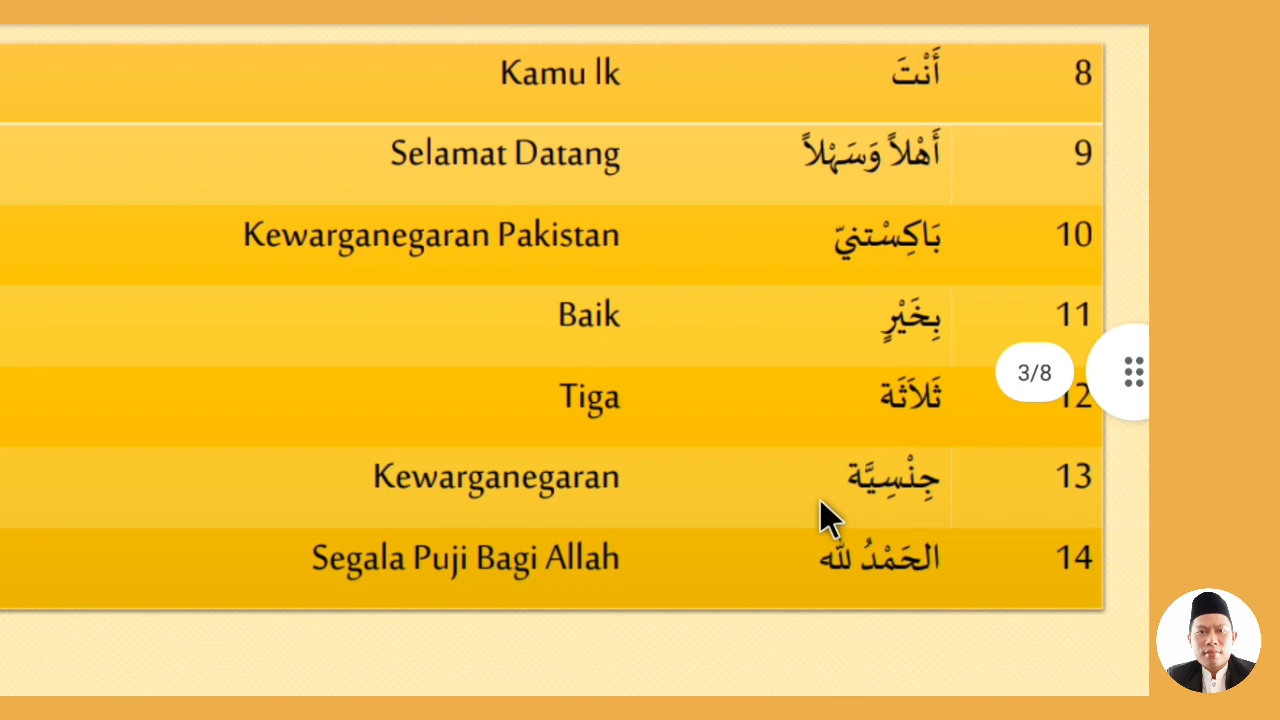 8 أَنْتَ Kamu lk
9 أَهْلاً وَسَهْلاً Selamat Datang
10 بَاكِسْتنيّ Kewarganegaran Pakistan
11 بِخَيْرٍ Baik
12 ثَلاَثَة Tiga
13 جِنْسِيَّة Kewarganegaran
14 الحَمْدُ لله Segala Puji Bagi Allah
3/8